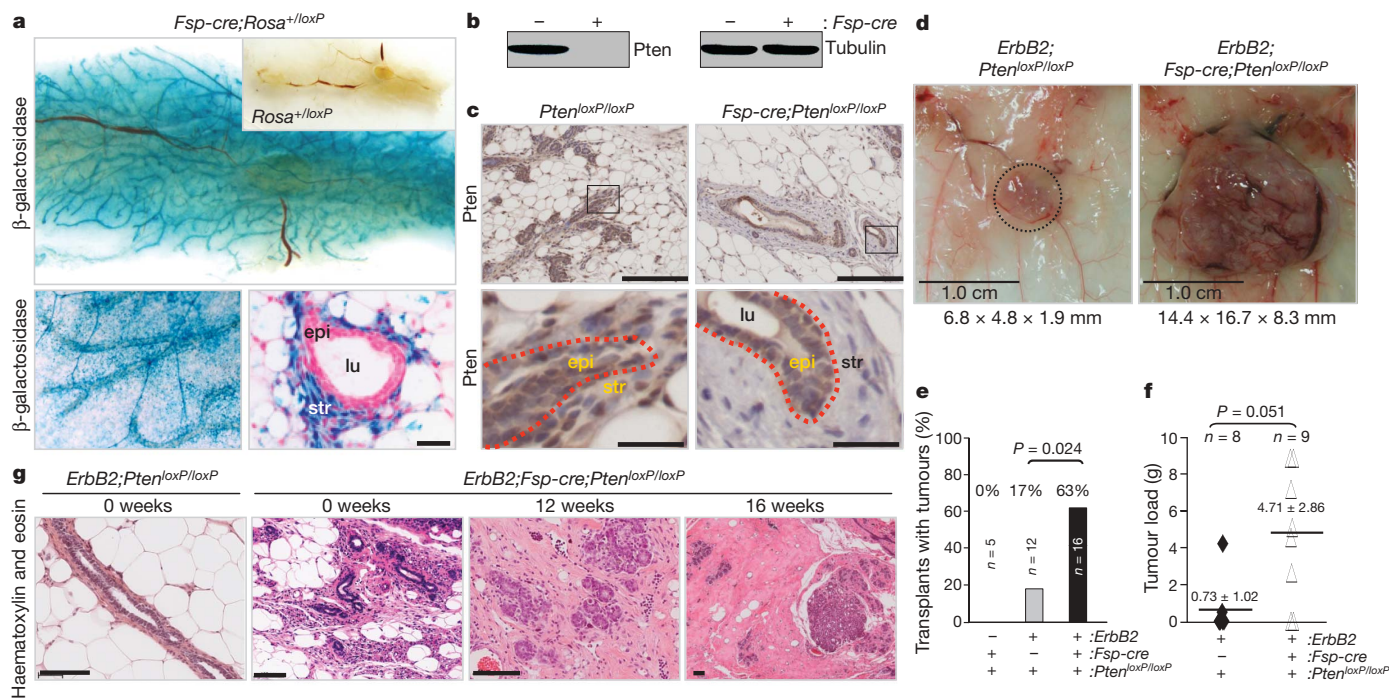 a
Fsp-cre;Rosa+/loxP
β-galactosidase
Rosa+/loxP
β-galactosidase
epi
lu
str
b
– + – + : Fsp-cre
Pten
Tubulin
c
PtenloxP/loxP
Fsp-cre;PtenloxP/loxP
Pten
Pten
epi
str
lu
epi
str
d
ErbB2;
PtenloxP/loxP
ErbB2;
Fsp-cre;PtenloxP/loxP
1.0 cm
1.0 cm
6.8 × 4.8 × 1.9 mm
14.4 × 16.7 × 8.3 mm
e
Transplants with tumours (%)
100
80
60
40
20
0
P = 0.024
0% 17% 63%
n = 5
n = 12
n = 16
– + + :ErbB2
+ – + :Fsp-cre
+ + + :PtenloxP/loxP
f
P = 0.051
n = 8 n = 9
Tumour load (g)
10
8
6
4
2
0
4.71 ± 2.86
0.73 ± 1.02
+ + :ErbB2
– + :Fsp-cre
+ + :PtenloxP/loxP
g
ErbB2;PtenloxP/loxP
ErbB2;Fsp-cre;PtenloxP/loxP
0 weeks
0 weeks
12 weeks
16 weeks
Haematoxylin and eosin